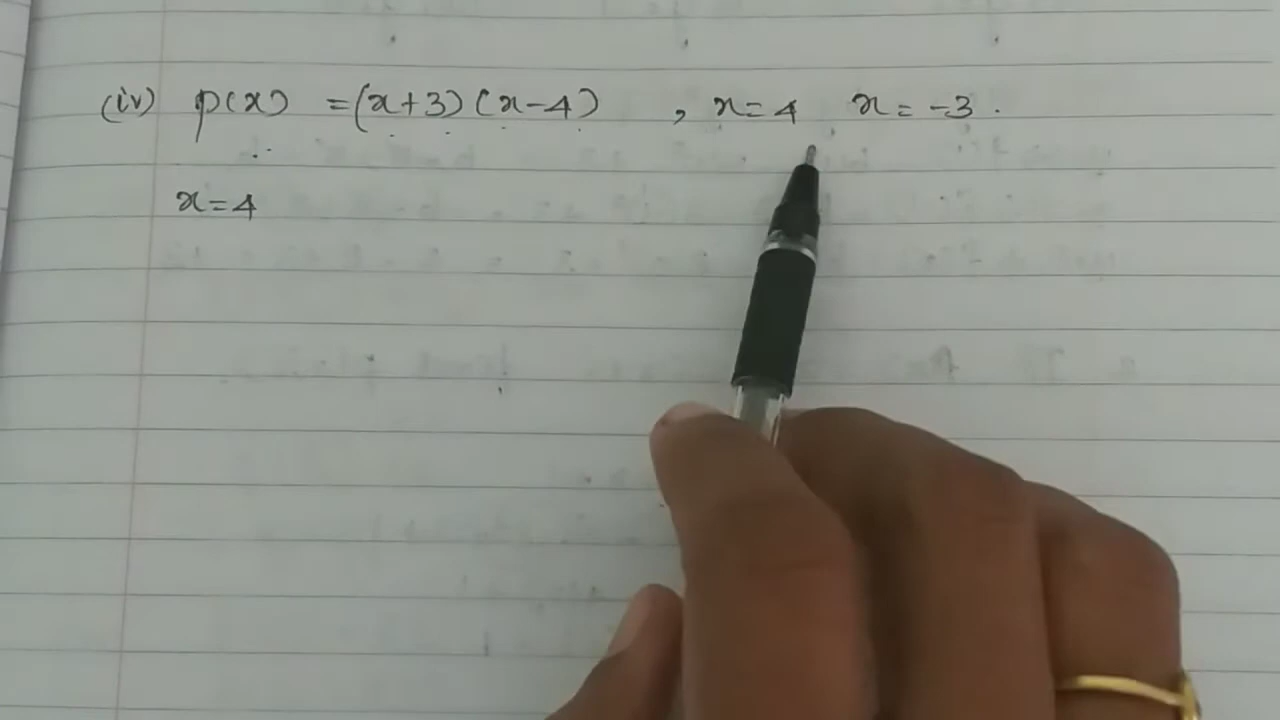 (iv) p(x) = (x+3) (x-4) , x=4 x= -3.
x=4